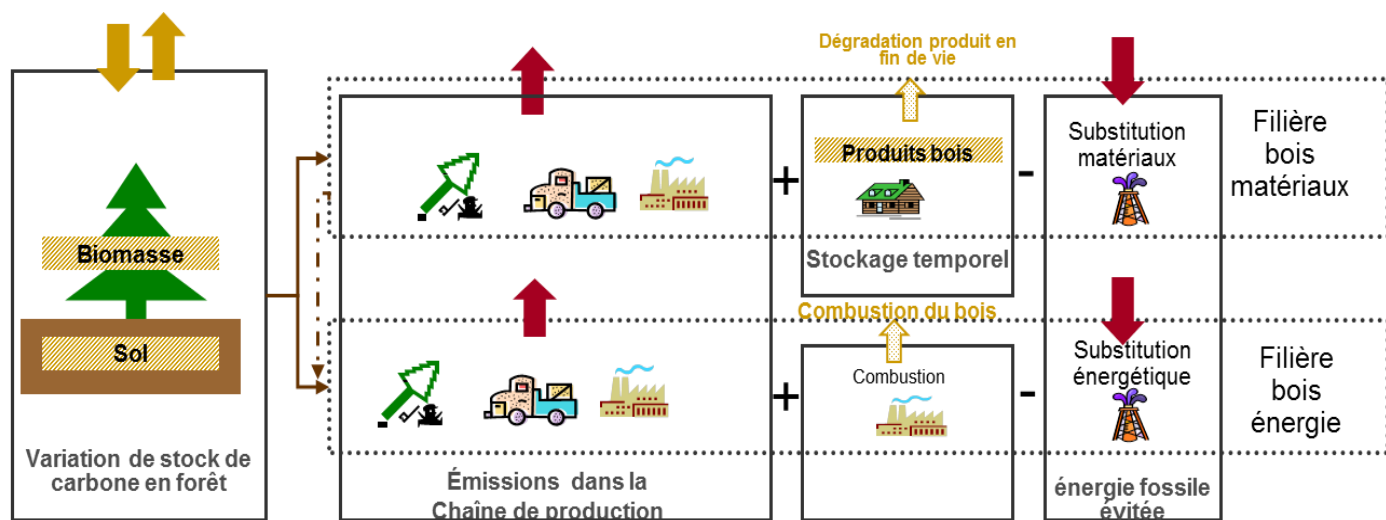 Dégradation produit en
fin de vie
Produits bois
Substitution
matériaux
Filière
bois
matériaux
Biomasse
+
-
Stockage temporel
Sol
Combustion du bois
Combustion
+
-
Substitution
énergétique
Filière
bois
énergie
Variation de stock de
carbone en forêt
Émissions dans la
Chaîne de production
énergie fossile
évitée